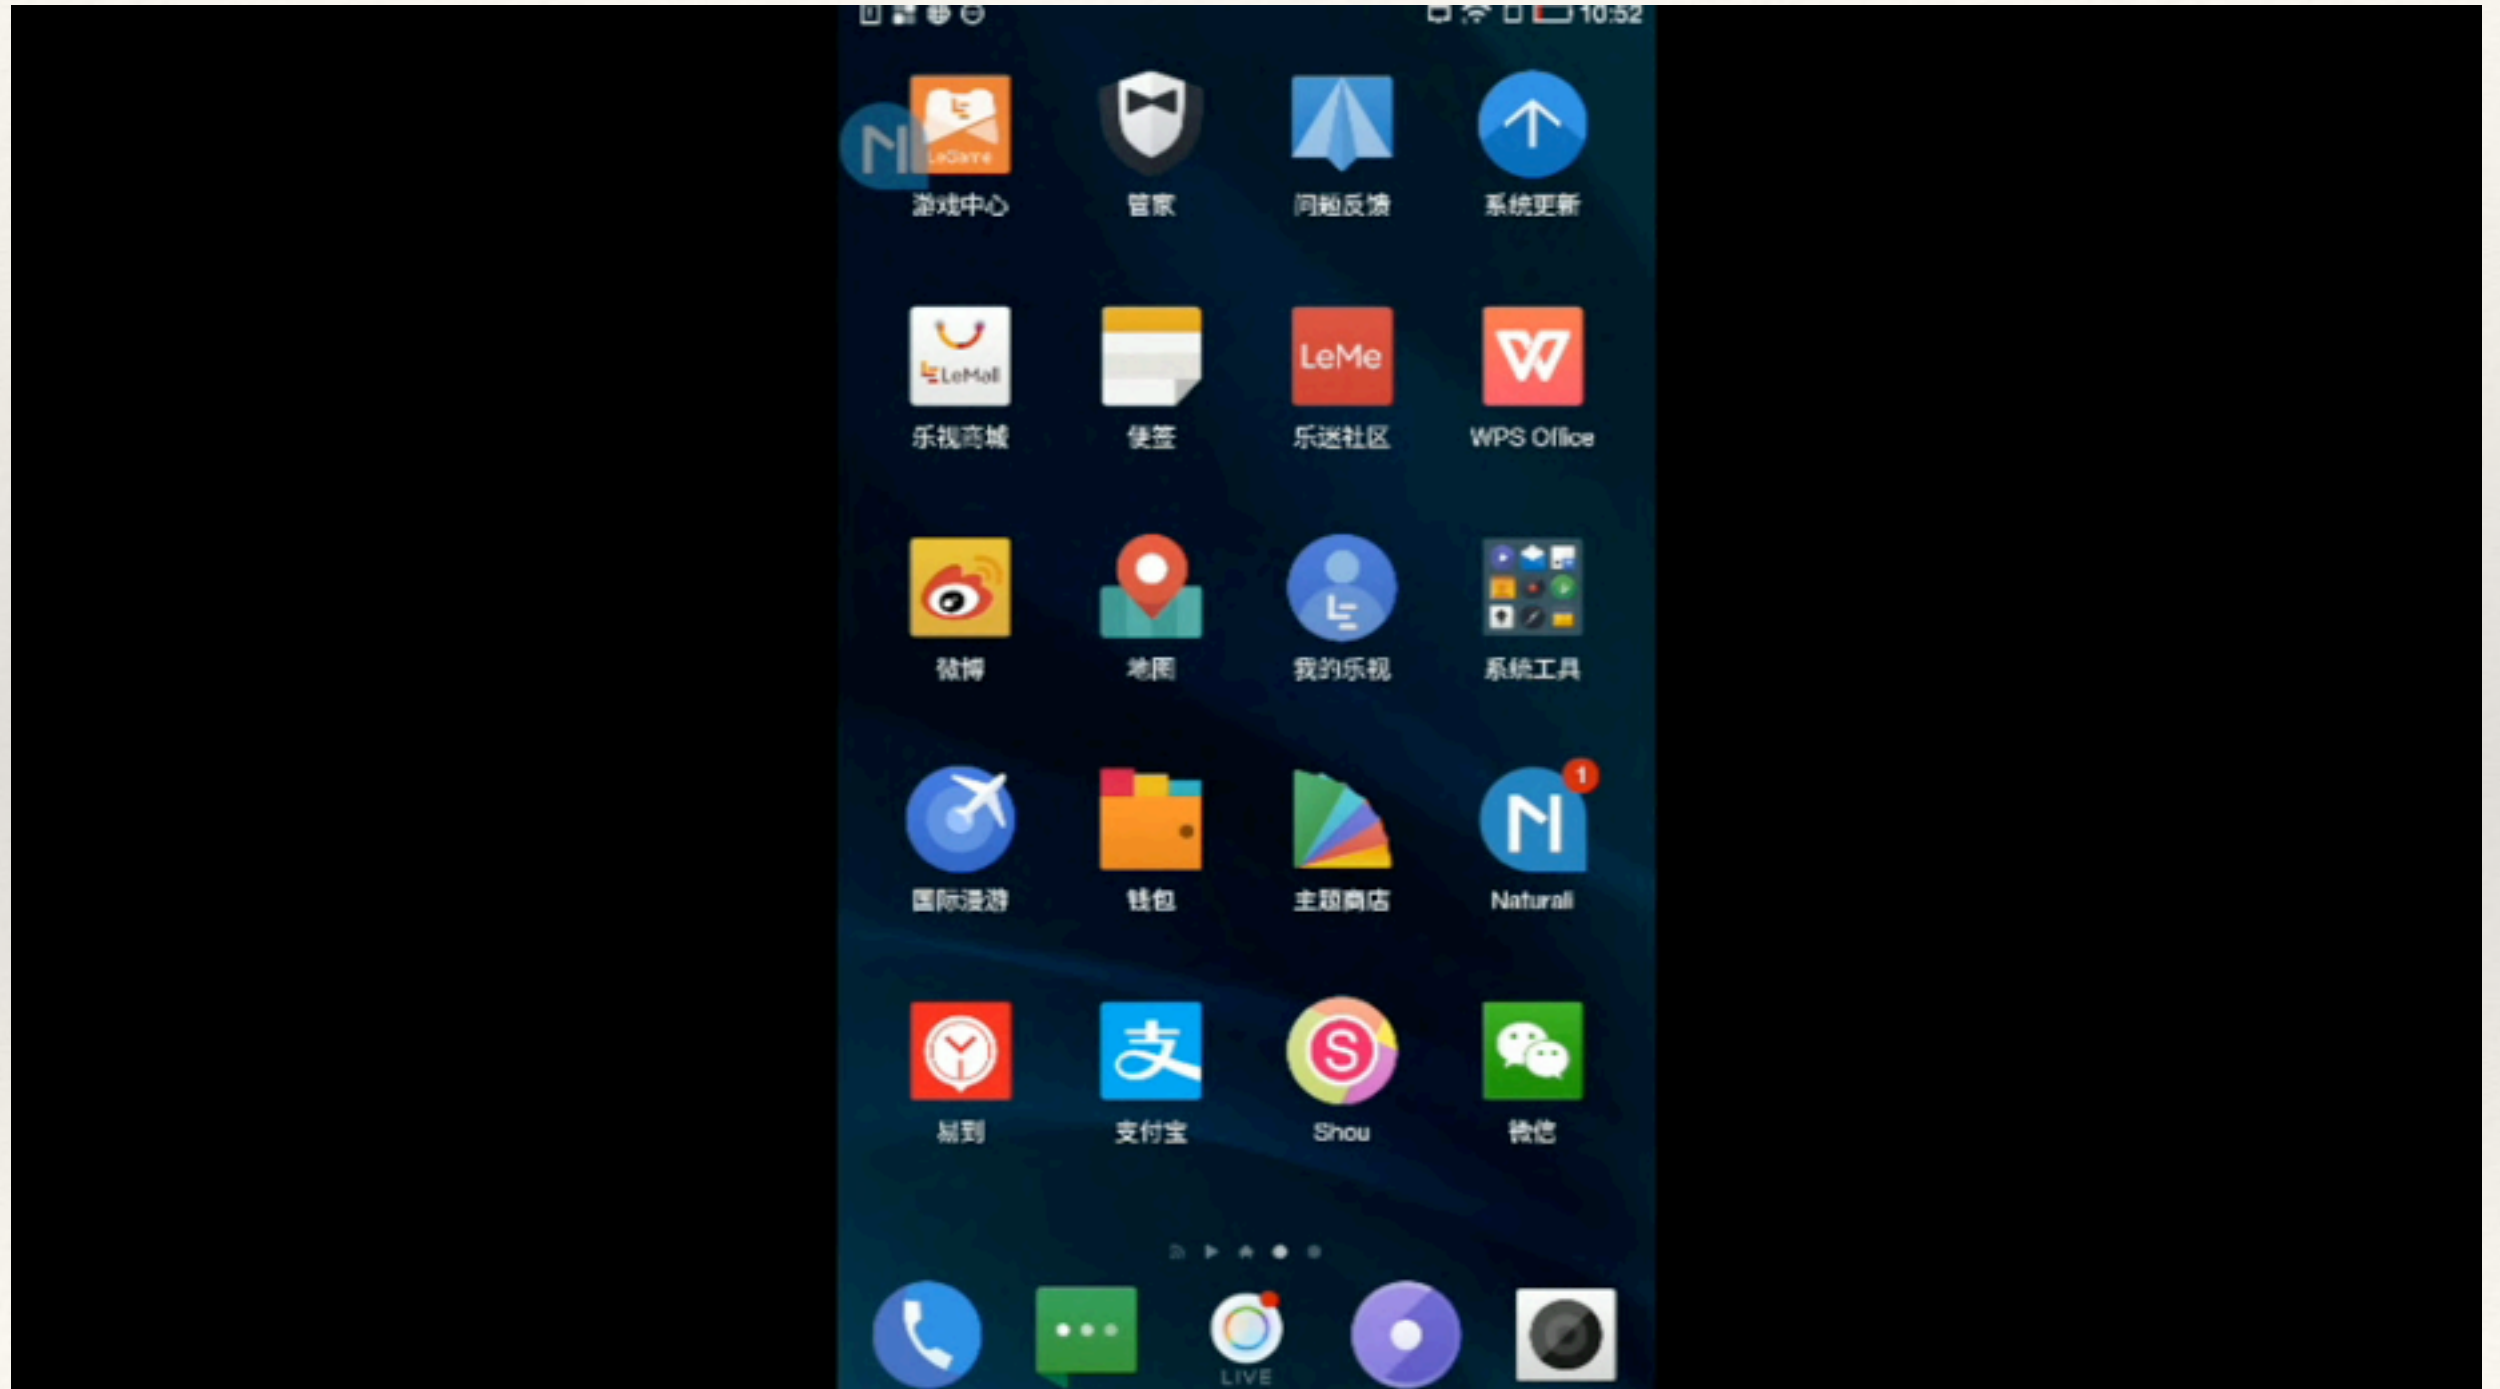 10:52
LeGame
游戏中心 管家 问题反馈 系统更新
LeMall LeMe
乐视商城 便签 乐迷社区 WPS Office
微博 地图 我的乐视 系统工具
1
国际漫游 钱包 主题商店 Naturali
支 S
易到 支付宝 Shou 微信
LIVE